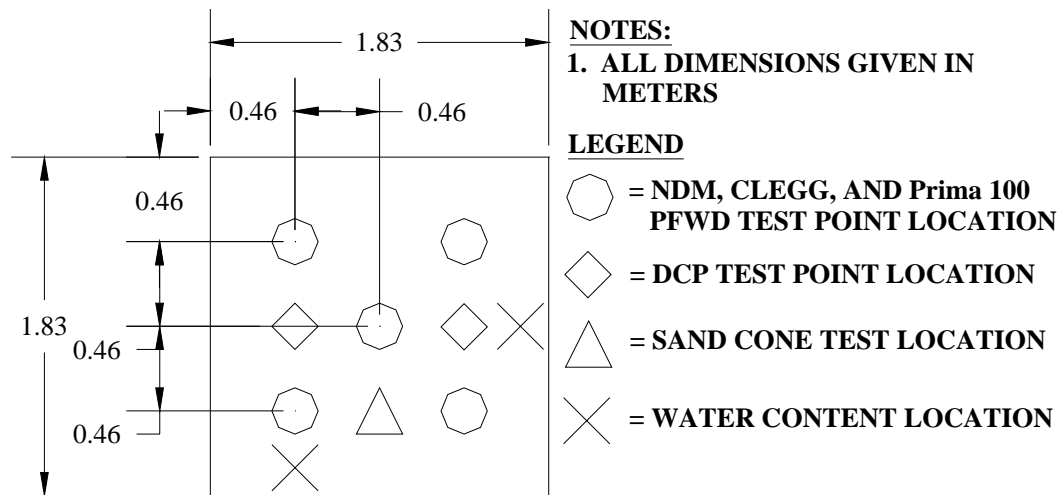 1.83
0.46
0.46
0.46
1.83
0.46
0.46
NOTES:
1. ALL DIMENSIONS GIVEN IN
METERS
LEGEND
= NDM, CLEGG, AND Prima 100
PFWD TEST POINT LOCATION
= DCP TEST POINT LOCATION
= SAND CONE TEST LOCATION
= WATER CONTENT LOCATION